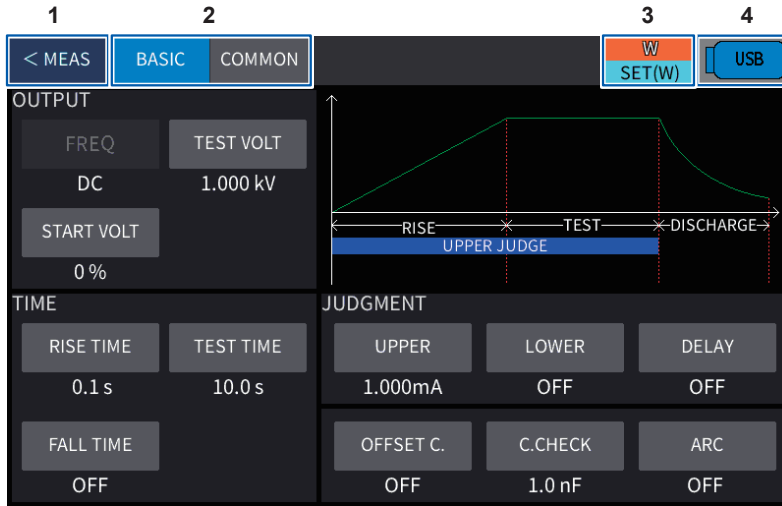 1 2 3 4
< MEAS BASIC COMMON W USB
SET(W)
OUTPUT
FREQ TEST VOLT
DC 1.000 kV
START VOLT
0 %
RISE TEST DISCHARGE
UPPER JUDGE
TIME
RISE TIME TEST TIME
0.1 s 10.0 s
FALL TIME
OFF
JUDGMENT
UPPER LOWER DELAY
1.000mA OFF OFF
OFFSET C. C.CHECK ARC
OFF 1.0 nF OFF